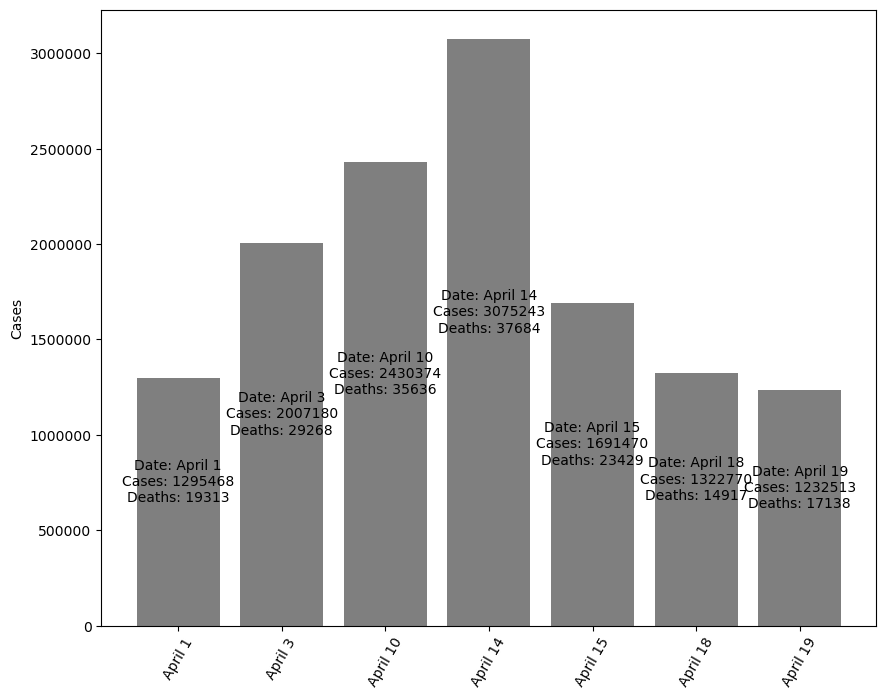 Cases
3000000
2500000
2000000
1500000
1000000
500000
0
Date: April 1
Cases: 1295468
Deaths: 19313
Date: April 3
Cases: 2007180
Deaths: 29268
Date: April 10
Cases: 2430374
Deaths: 35636
Date: April 14
Cases: 3075243
Deaths: 37684
Date: April 15
Cases: 1691470
Deaths: 23429
Date: April 18
Cases: 1322770
Deaths: 14917
Date: April 19
Cases: 1232513
Deaths: 17138
April 1
April 3
April 10
April 14
April 15
April 18
April 19